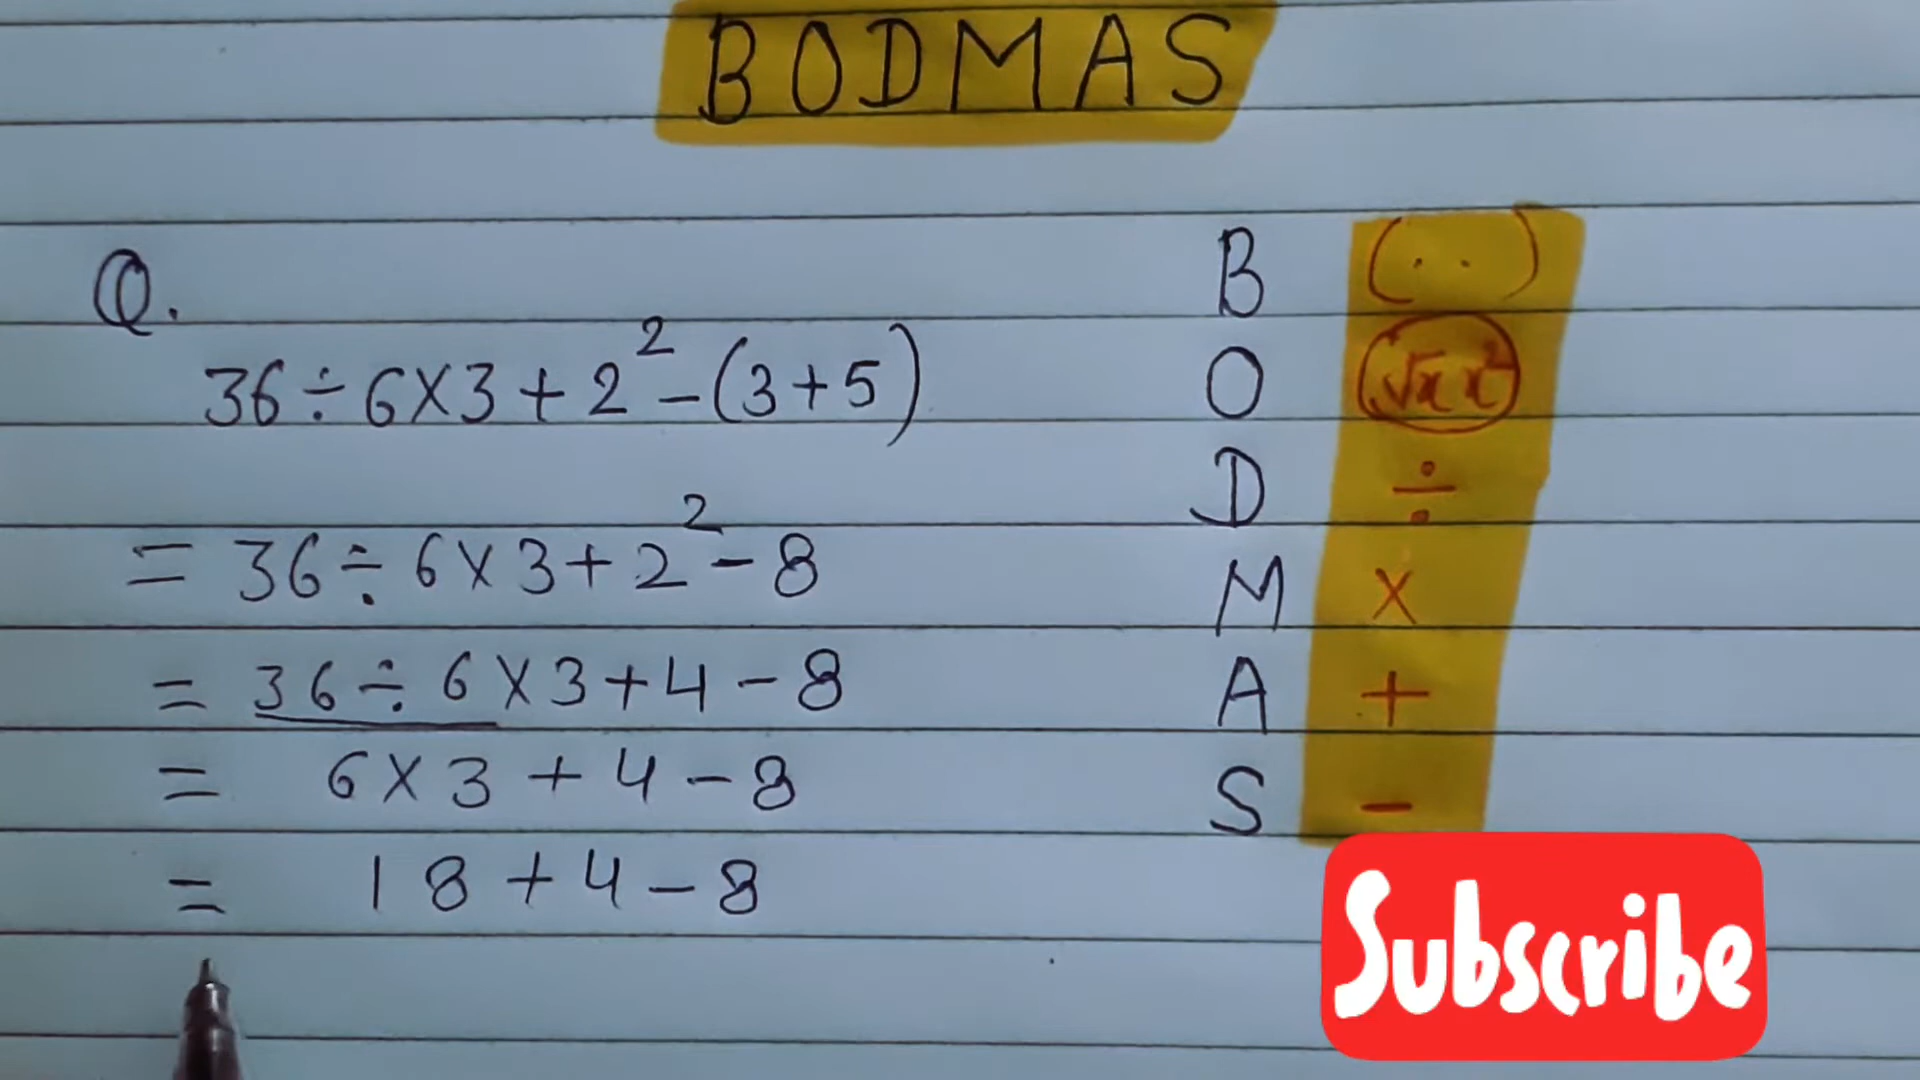 BODMAS
Q.
36÷6×3+2²-(3+5)
= 36÷6×3+2²-8
= 36÷6×3+4-8
= 6×3+4-8
= 18+4-8
B (..)
O √x x²
D ÷
M ×
A +
S -
Subscribe